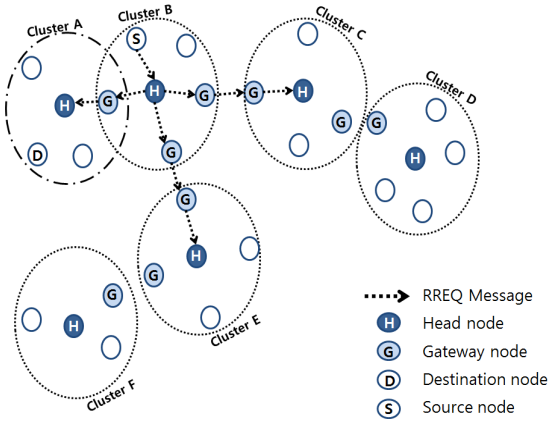 Cluster A
Cluster B
Cluster C
Cluster D
S
H
G
H
G
G
H
G
G
D
G
H
G
H
G
G
H
Cluster E
Cluster F
RREQ Message
H Head node
G Gateway node
D Destination node
S Source node